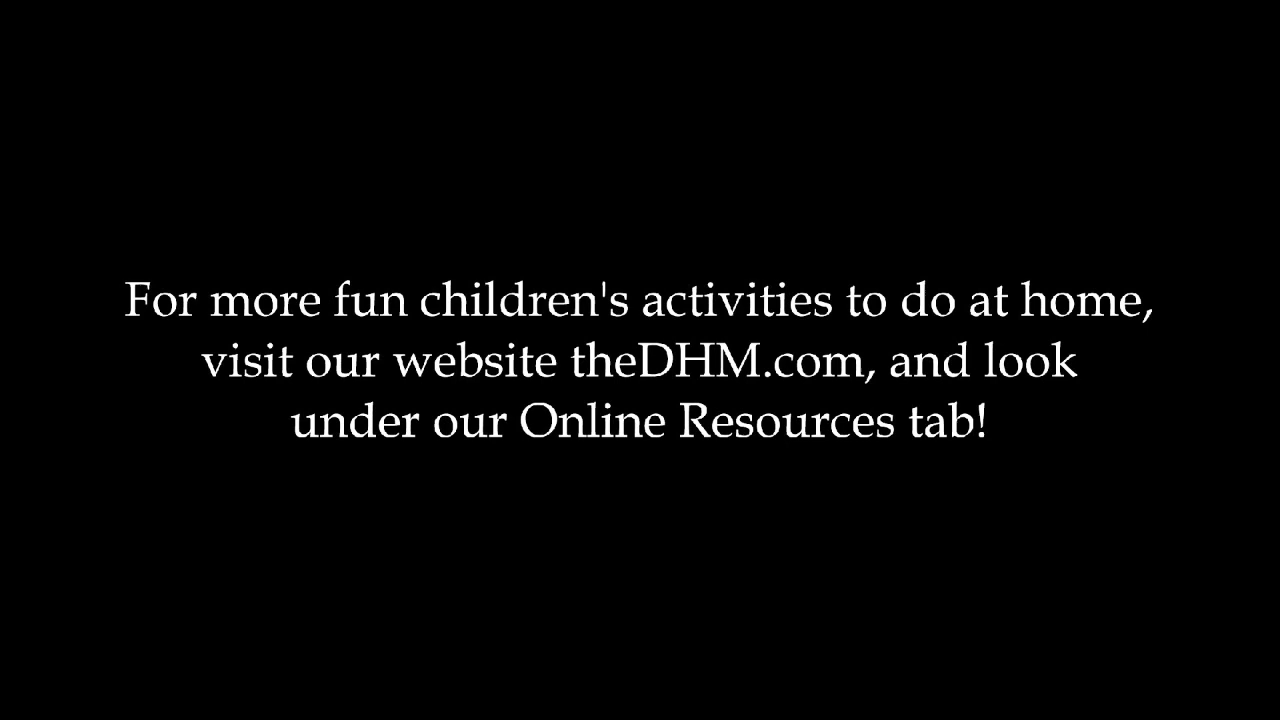 For more fun children's activities to do at home,
visit our website theDHM.com, and look
under our Online Resources tab!